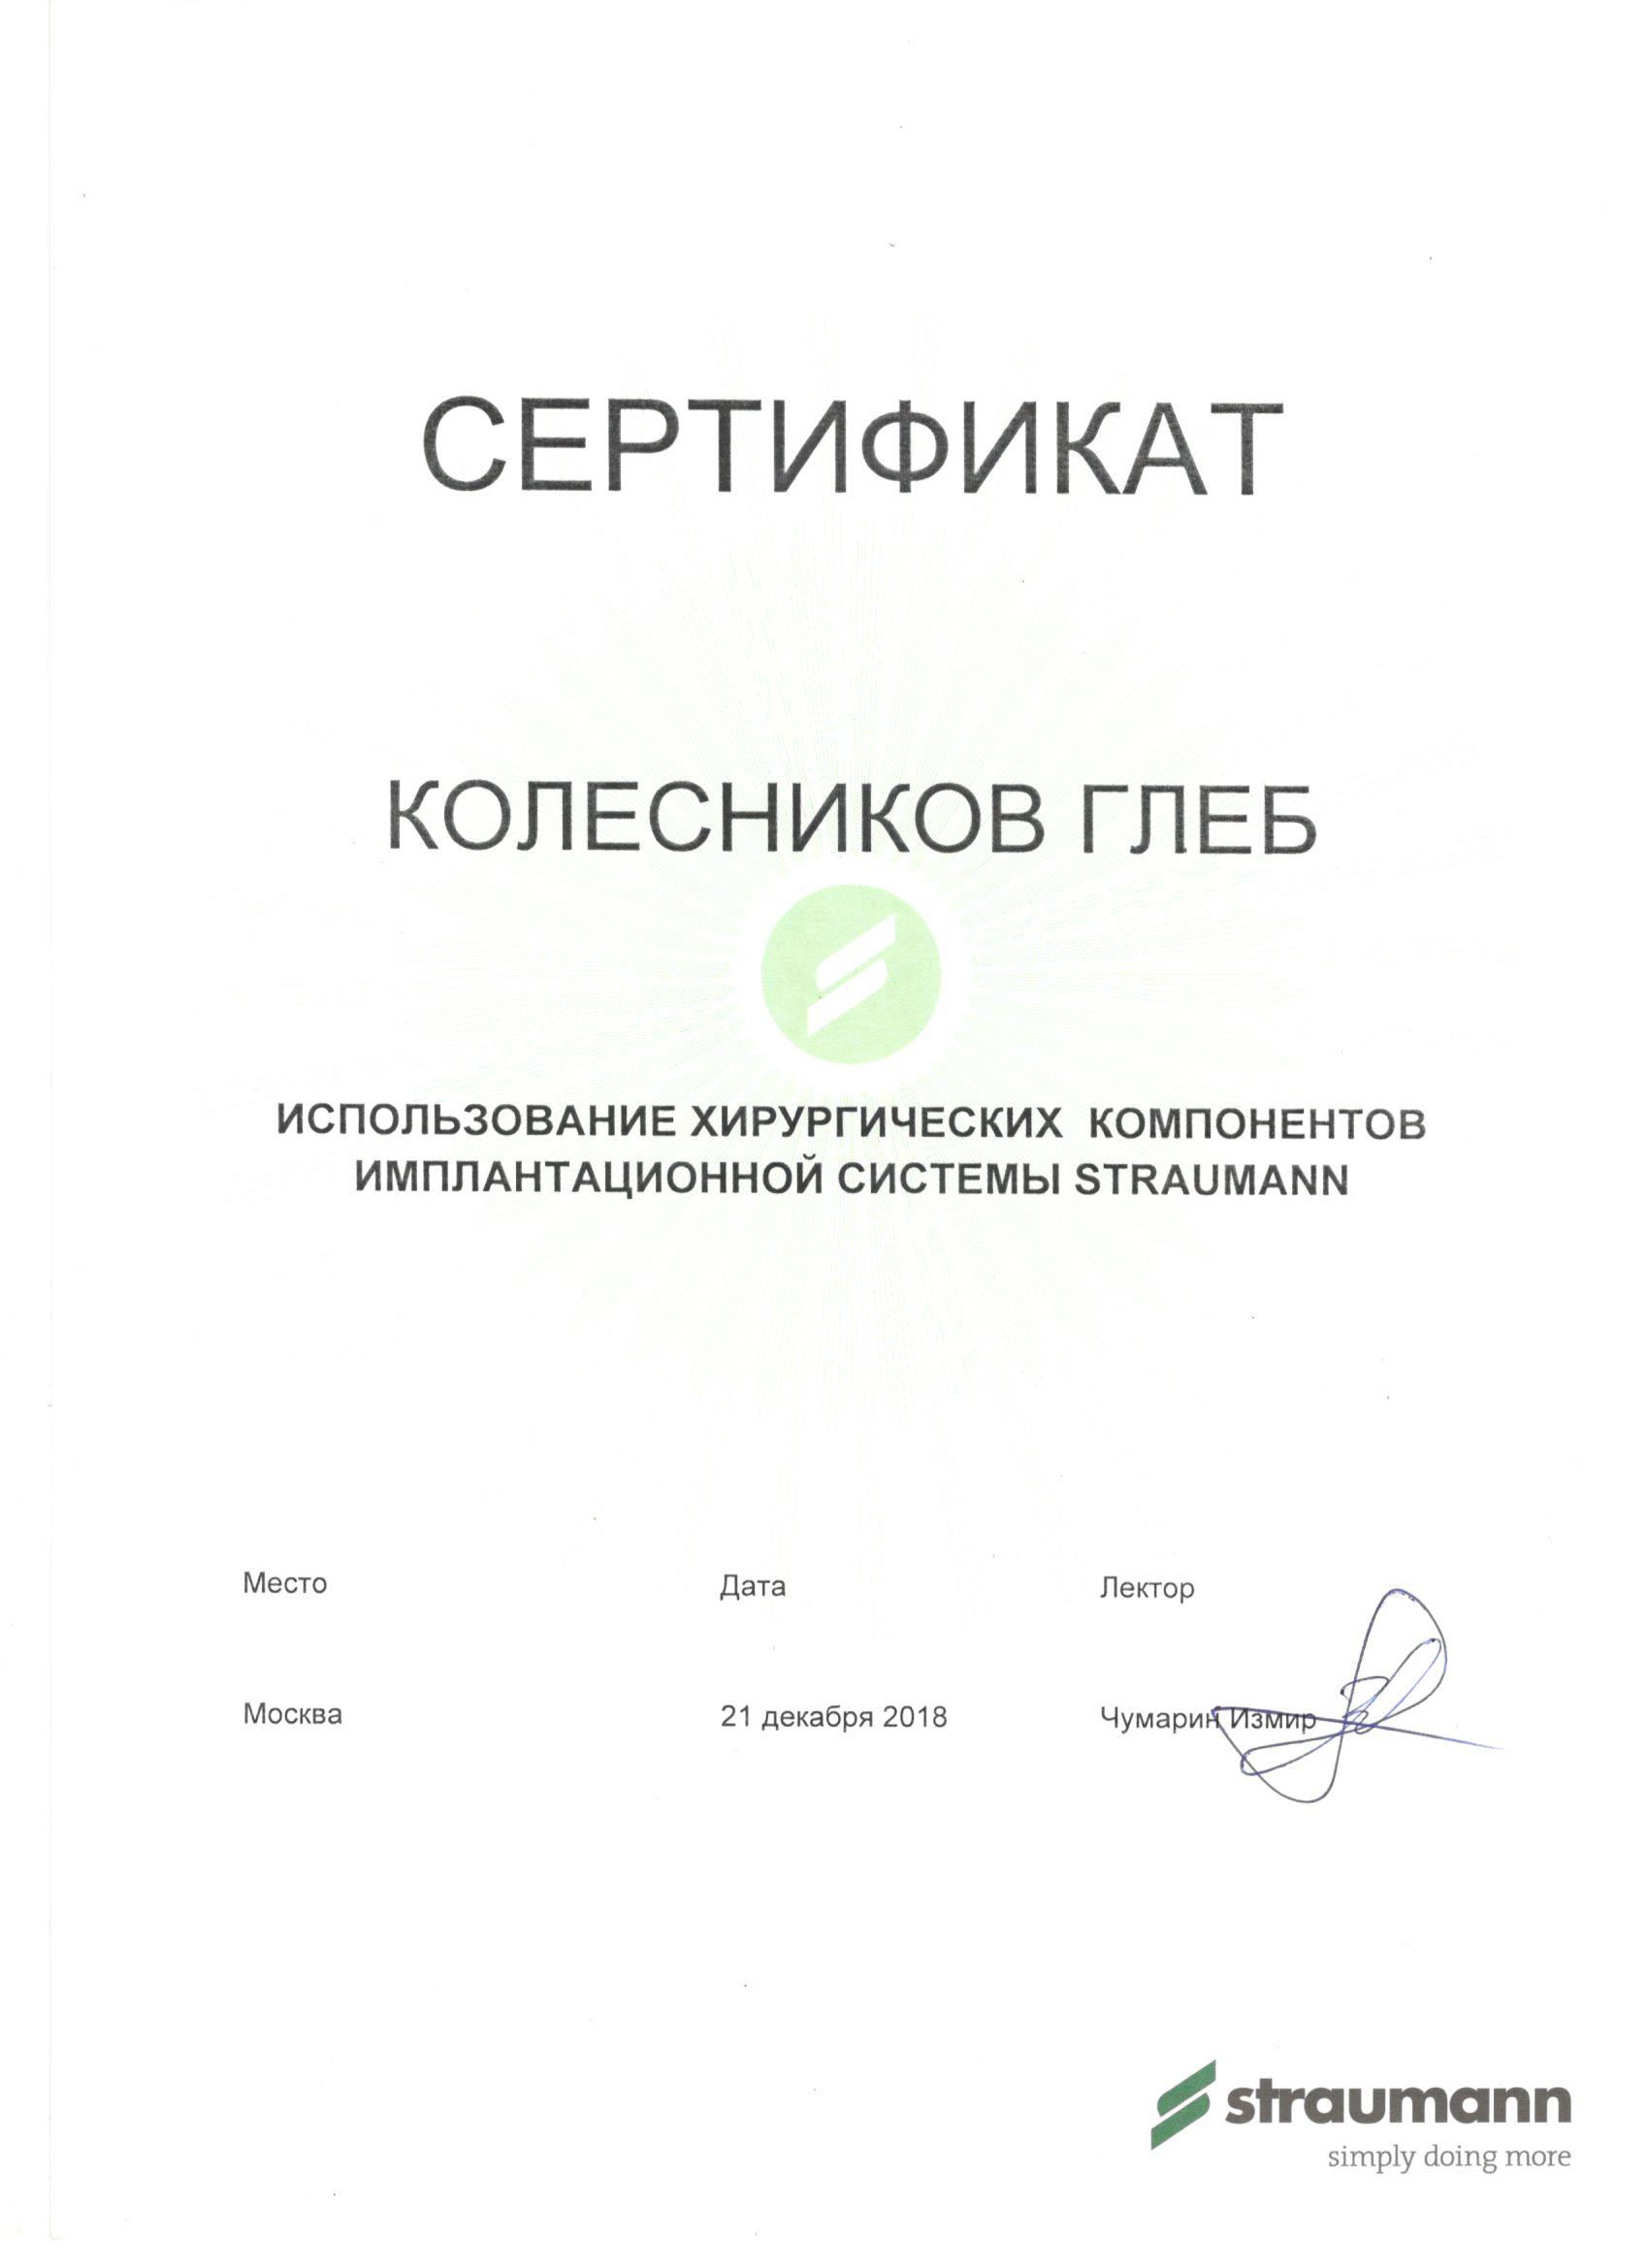 СЕРТИФИКАТ
КОЛЕСНИКОВ ГЛЕБ
ИСПОЛЬЗОВАНИЕ ХИРУРГИЧЕСКИХ КОМПОНЕНТОВ
ИМПЛАНТАЦИОННОЙ СИСТЕМЫ STRAUMANN
Место Дата Лектор
Москва 21 декабря 2018 Чумарин Измир
straumann
simply doing more